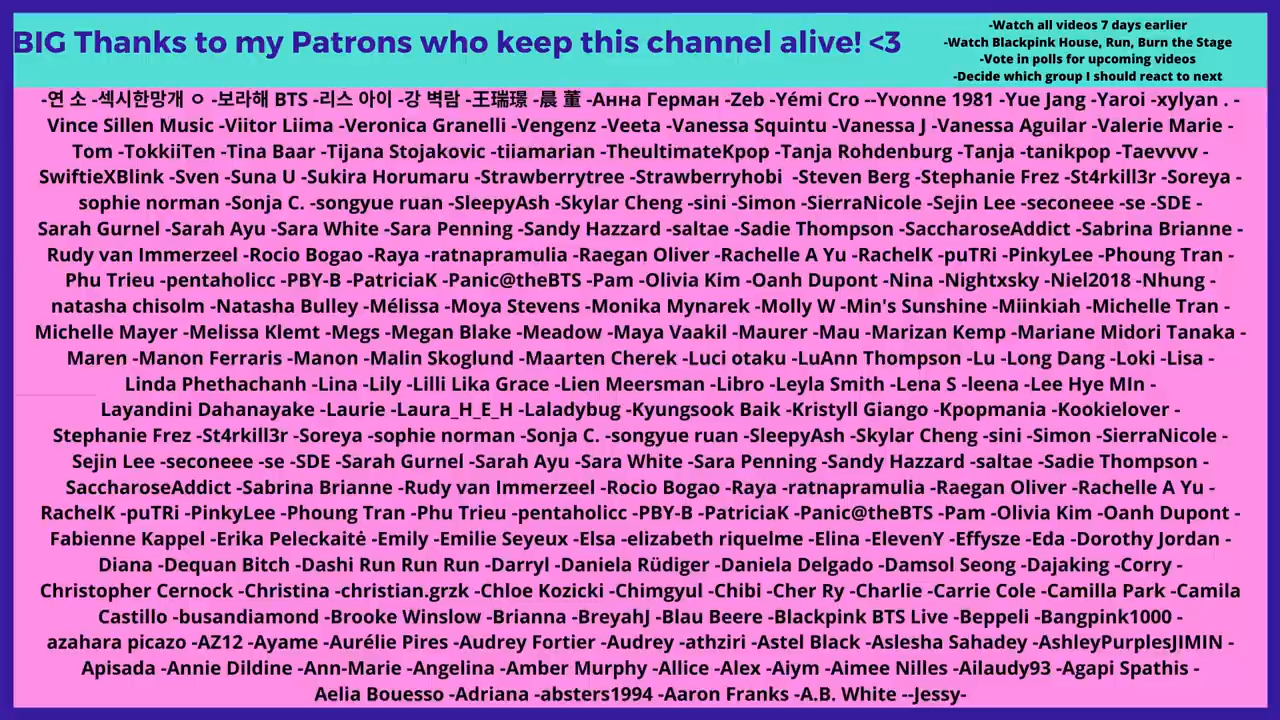 BIG Thanks to my Patrons who keep this channel alive! <3
-Watch all videos 7 days earlier
-Watch Blackpink House, Run, Burn the Stage
-Vote in polls for upcoming videos
-Decide which group I should react to next
-연 소 -섹시한망개 ㅇ -보라해 BTS -리스 아이 -강 벽람 -王瑞璟 -晨 董 -Анна Герман -Zeb -Yémi Cro --Yvonne 1981 -Yue Jang -Yaroi -xylyan . -
Vince Sillen Music -Viitor Liima -Veronica Granelli -Vengenz -Veeta -Vanessa Squintu -Vanessa J -Vanessa Aguilar -Valerie Marie -
Tom -TokkiiTen -Tina Baar -Tijana Stojakovic -tiiamarian -TheultimateKpop -Tanja Rohdenburg -Tanja -tanikpop -Taevvvv -
SwiftieXBlink -Sven -Suna U -Sukira Horumaru -Strawberrytree -Strawberryhobi  -Steven Berg -Stephanie Frez -St4rkill3r -Soreya -
sophie norman -Sonja C. -songyue ruan -SleepyAsh -Skylar Cheng -sini -Simon -SierraNicole -Sejin Lee -seconeee -se -SDE -
Sarah Gurnel -Sarah Ayu -Sara White -Sara Penning -Sandy Hazzard -saltae -Sadie Thompson -SaccharoseAddict -Sabrina Brianne -
Rudy van Immerzeel -Rocio Bogao -Raya -ratnapramulia -Raegan Oliver -Rachelle A Yu -RachelK -puTRi -PinkyLee -Phoung Tran -
Phu Trieu -pentaholicc -PBY-B -PatriciaK -Panic@theBTS -Pam -Olivia Kim -Oanh Dupont -Nina -Nightxsky -Niel2018 -Nhung -
natasha chisolm -Natasha Bulley -Mélissa -Moya Stevens -Monika Mynarek -Molly W -Min's Sunshine -Miinkiah -Michelle Tran -
Michelle Mayer -Melissa Klemt -Megs -Megan Blake -Meadow -Maya Vaakil -Maurer -Mau -Marizan Kemp -Mariane Midori Tanaka -
Maren -Manon Ferraris -Manon -Malin Skoglund -Maarten Cherek -Luci otaku -LuAnn Thompson -Lu -Long Dang -Loki -Lisa -
Linda Phethachanh -Lina -Lily -Lilli Lika Grace -Lien Meersman -Libro -Leyla Smith -Lena S -leena -Lee Hye MIn -
Layandini Dahanayake -Laurie -Laura_H_E_H -Laladybug -Kyungsook Baik -Kristyll Giango -Kpopmania -Kookielover -
Stephanie Frez -St4rkill3r -Soreya -sophie norman -Sonja C. -songyue ruan -SleepyAsh -Skylar Cheng -sini -Simon -SierraNicole -
Sejin Lee -seconeee -se -SDE -Sarah Gurnel -Sarah Ayu -Sara White -Sara Penning -Sandy Hazzard -saltae -Sadie Thompson -
SaccharoseAddict -Sabrina Brianne -Rudy van Immerzeel -Rocio Bogao -Raya -ratnapramulia -Raegan Oliver -Rachelle A Yu -
RachelK -puTRi -PinkyLee -Phoung Tran -Phu Trieu -pentaholicc -PBY-B -PatriciaK -Panic@theBTS -Pam -Olivia Kim -Oanh Dupont -
Fabienne Kappel -Erika Peleckaitė -Emily -Emilie Seyeux -Elsa -elizabeth riquelme -Elina -ElevenY -Effysze -Eda -Dorothy Jordan -
Diana -Dequan Bitch -Dashi Run Run Run -Darryl -Daniela Rüdiger -Daniela Delgado -Damsol Seong -Dajaking -Corry -
Christopher Cernock -Christina -christian.grzk -Chloe Kozicki -Chimgyul -Chibi -Cher Ry -Charlie -Carrie Cole -Camilla Park -Camila
Castillo -busandiamond -Brooke Winslow -Brianna -BreyahJ -Blau Beere -Blackpink BTS Live -Beppeli -Bangpink1000 -
azahara picazo -AZ12 -Ayame -Aurélie Pires -Audrey Fortier -Audrey -athziri -Astel Black -Aslesha Sahadey -AshleyPurplesJIMIN -
Apisada -Annie Dildine -Ann-Marie -Angelina -Amber Murphy -Allice -Alex -Aiym -Aimee Nilles -Ailaudy93 -Agapi Spathis -
Aelia Bouesso -Adriana -absters1994 -Aaron Franks -A.B. White --Jessy-